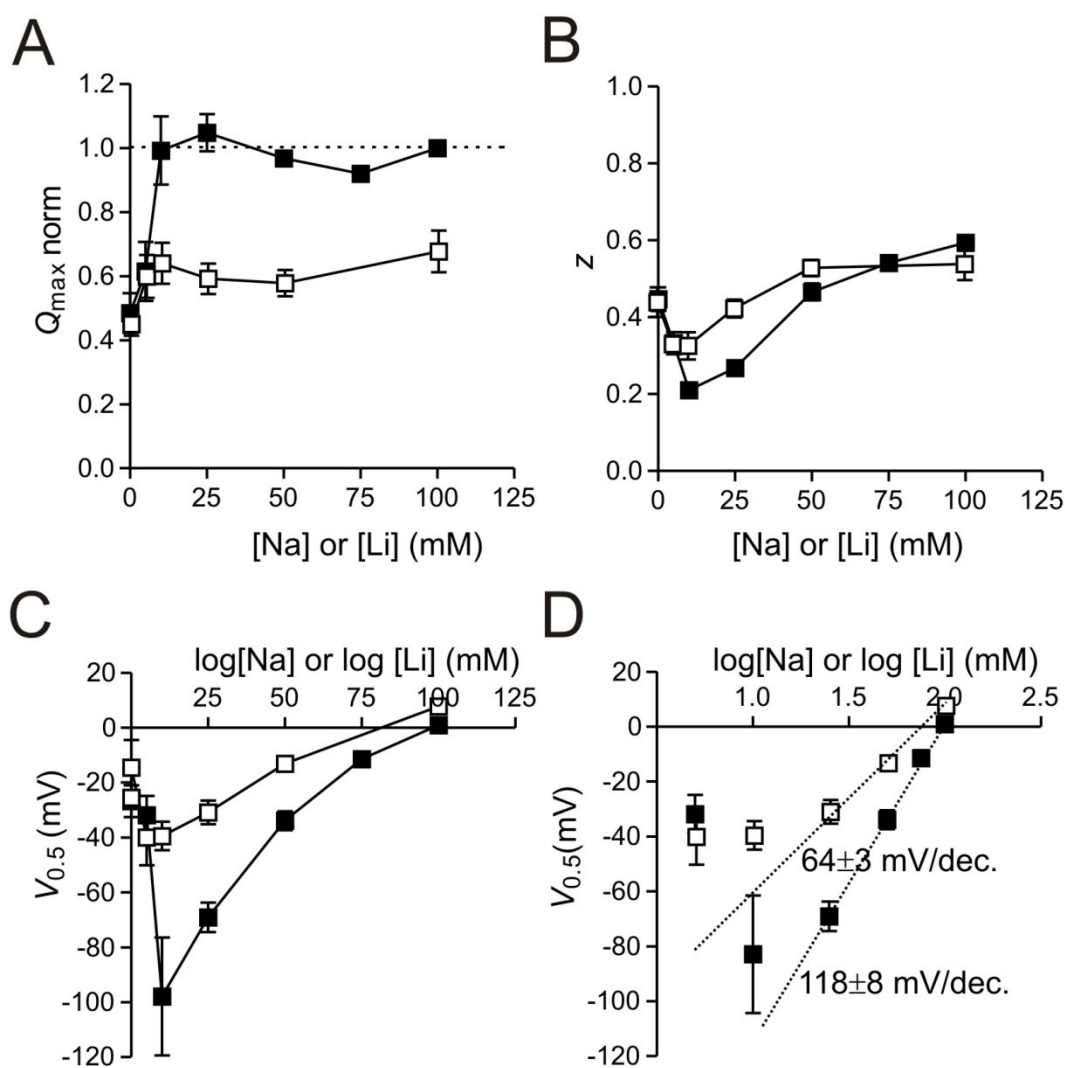 A
1.2
1.0
0.8
0.6
0.4
0.2
0.0
Qmax norm
0 25 50 75 100 125
[Na] or [Li] (mM)
B
1.0
0.8
0.6
0.4
0.2
0.0
z
0 25 50 75 100 125
[Na] or [Li] (mM)
C
log[Na] or log [Li] (mM)
25 50 75 100 125
20
0
-20
-40
-60
-80
-100
-120
V0.5 (mV)
D
log[Na] or log [Li] (mM)
1.0 1.5 2.0 2.5
20
0
-20
-40
-60
-80
-100
-120
V0.5(mV)
64±3 mV/dec.
118±8 mV/dec.